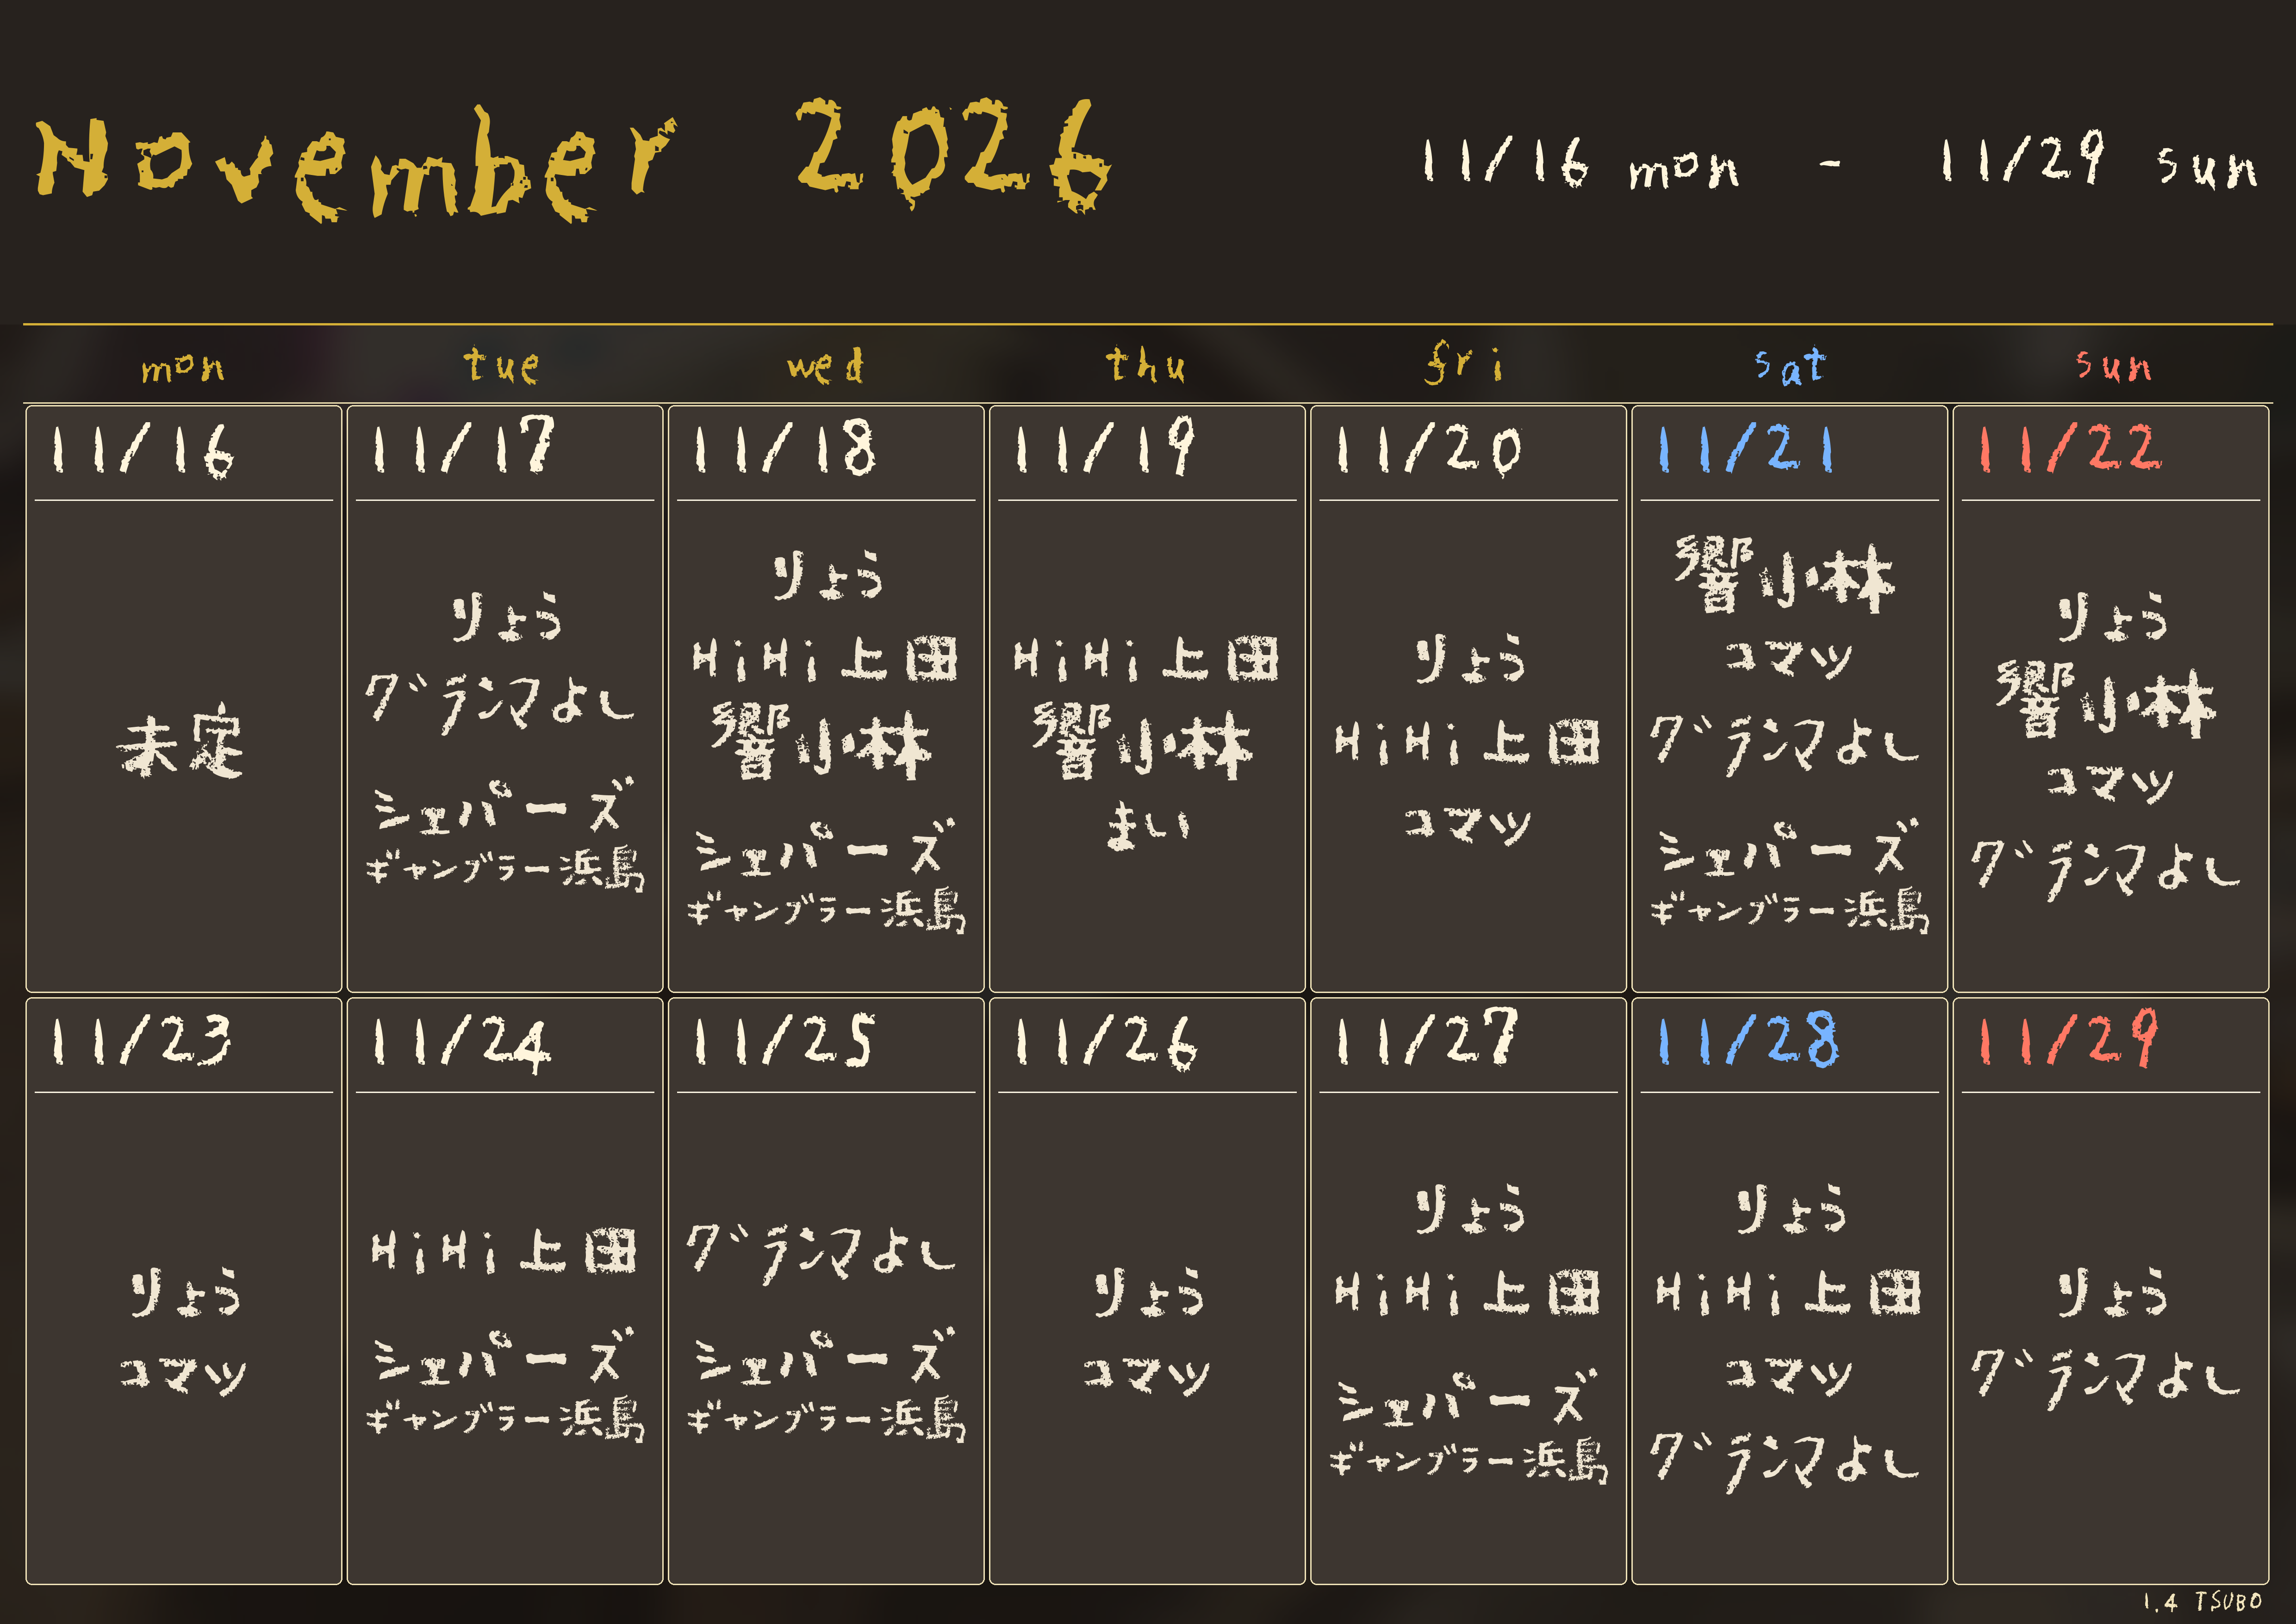 November 2026
11/16 mon - 11/29 sun
mon tue wed thu fri sat sun
11/16
未定
11/17
りょう
グランマよし
シェパーズ
ギャンブラー浜島
11/18
りょう
HiHi上田
響小林
シェパーズ
ギャンブラー浜島
11/19
HiHi上田
響小林
まい
11/20
りょう
HiHi上田
コマツ
11/21
響小林
コマツ
グランマよし
シェパーズ
ギャンブラー浜島
11/22
りょう
響小林
コマツ
グランマよし
11/23
りょう
コマツ
11/24
HiHi上田
シェパーズ
ギャンブラー浜島
11/25
グランマよし
シェパーズ
ギャンブラー浜島
11/26
りょう
コマツ
11/27
りょう
HiHi上田
シェパーズ
ギャンブラー浜島
11/28
りょう
HiHi上田
コマツ
グランマよし
11/29
りょう
グランマよし
1.4 TSUBO